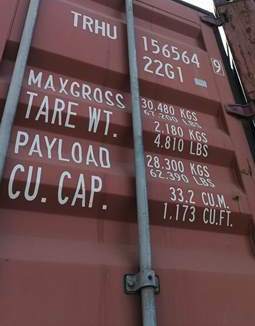 TRHU 156564 9
22G1
MAXGROSS 30.480 KGS
67.200 LBS
TARE WT. 2.180 KGS
4.810 LBS
PAYLOAD 28.300 KGS
62.390 LBS
CU. CAP. 33.2 CU.M.
1.173 CU.FT.